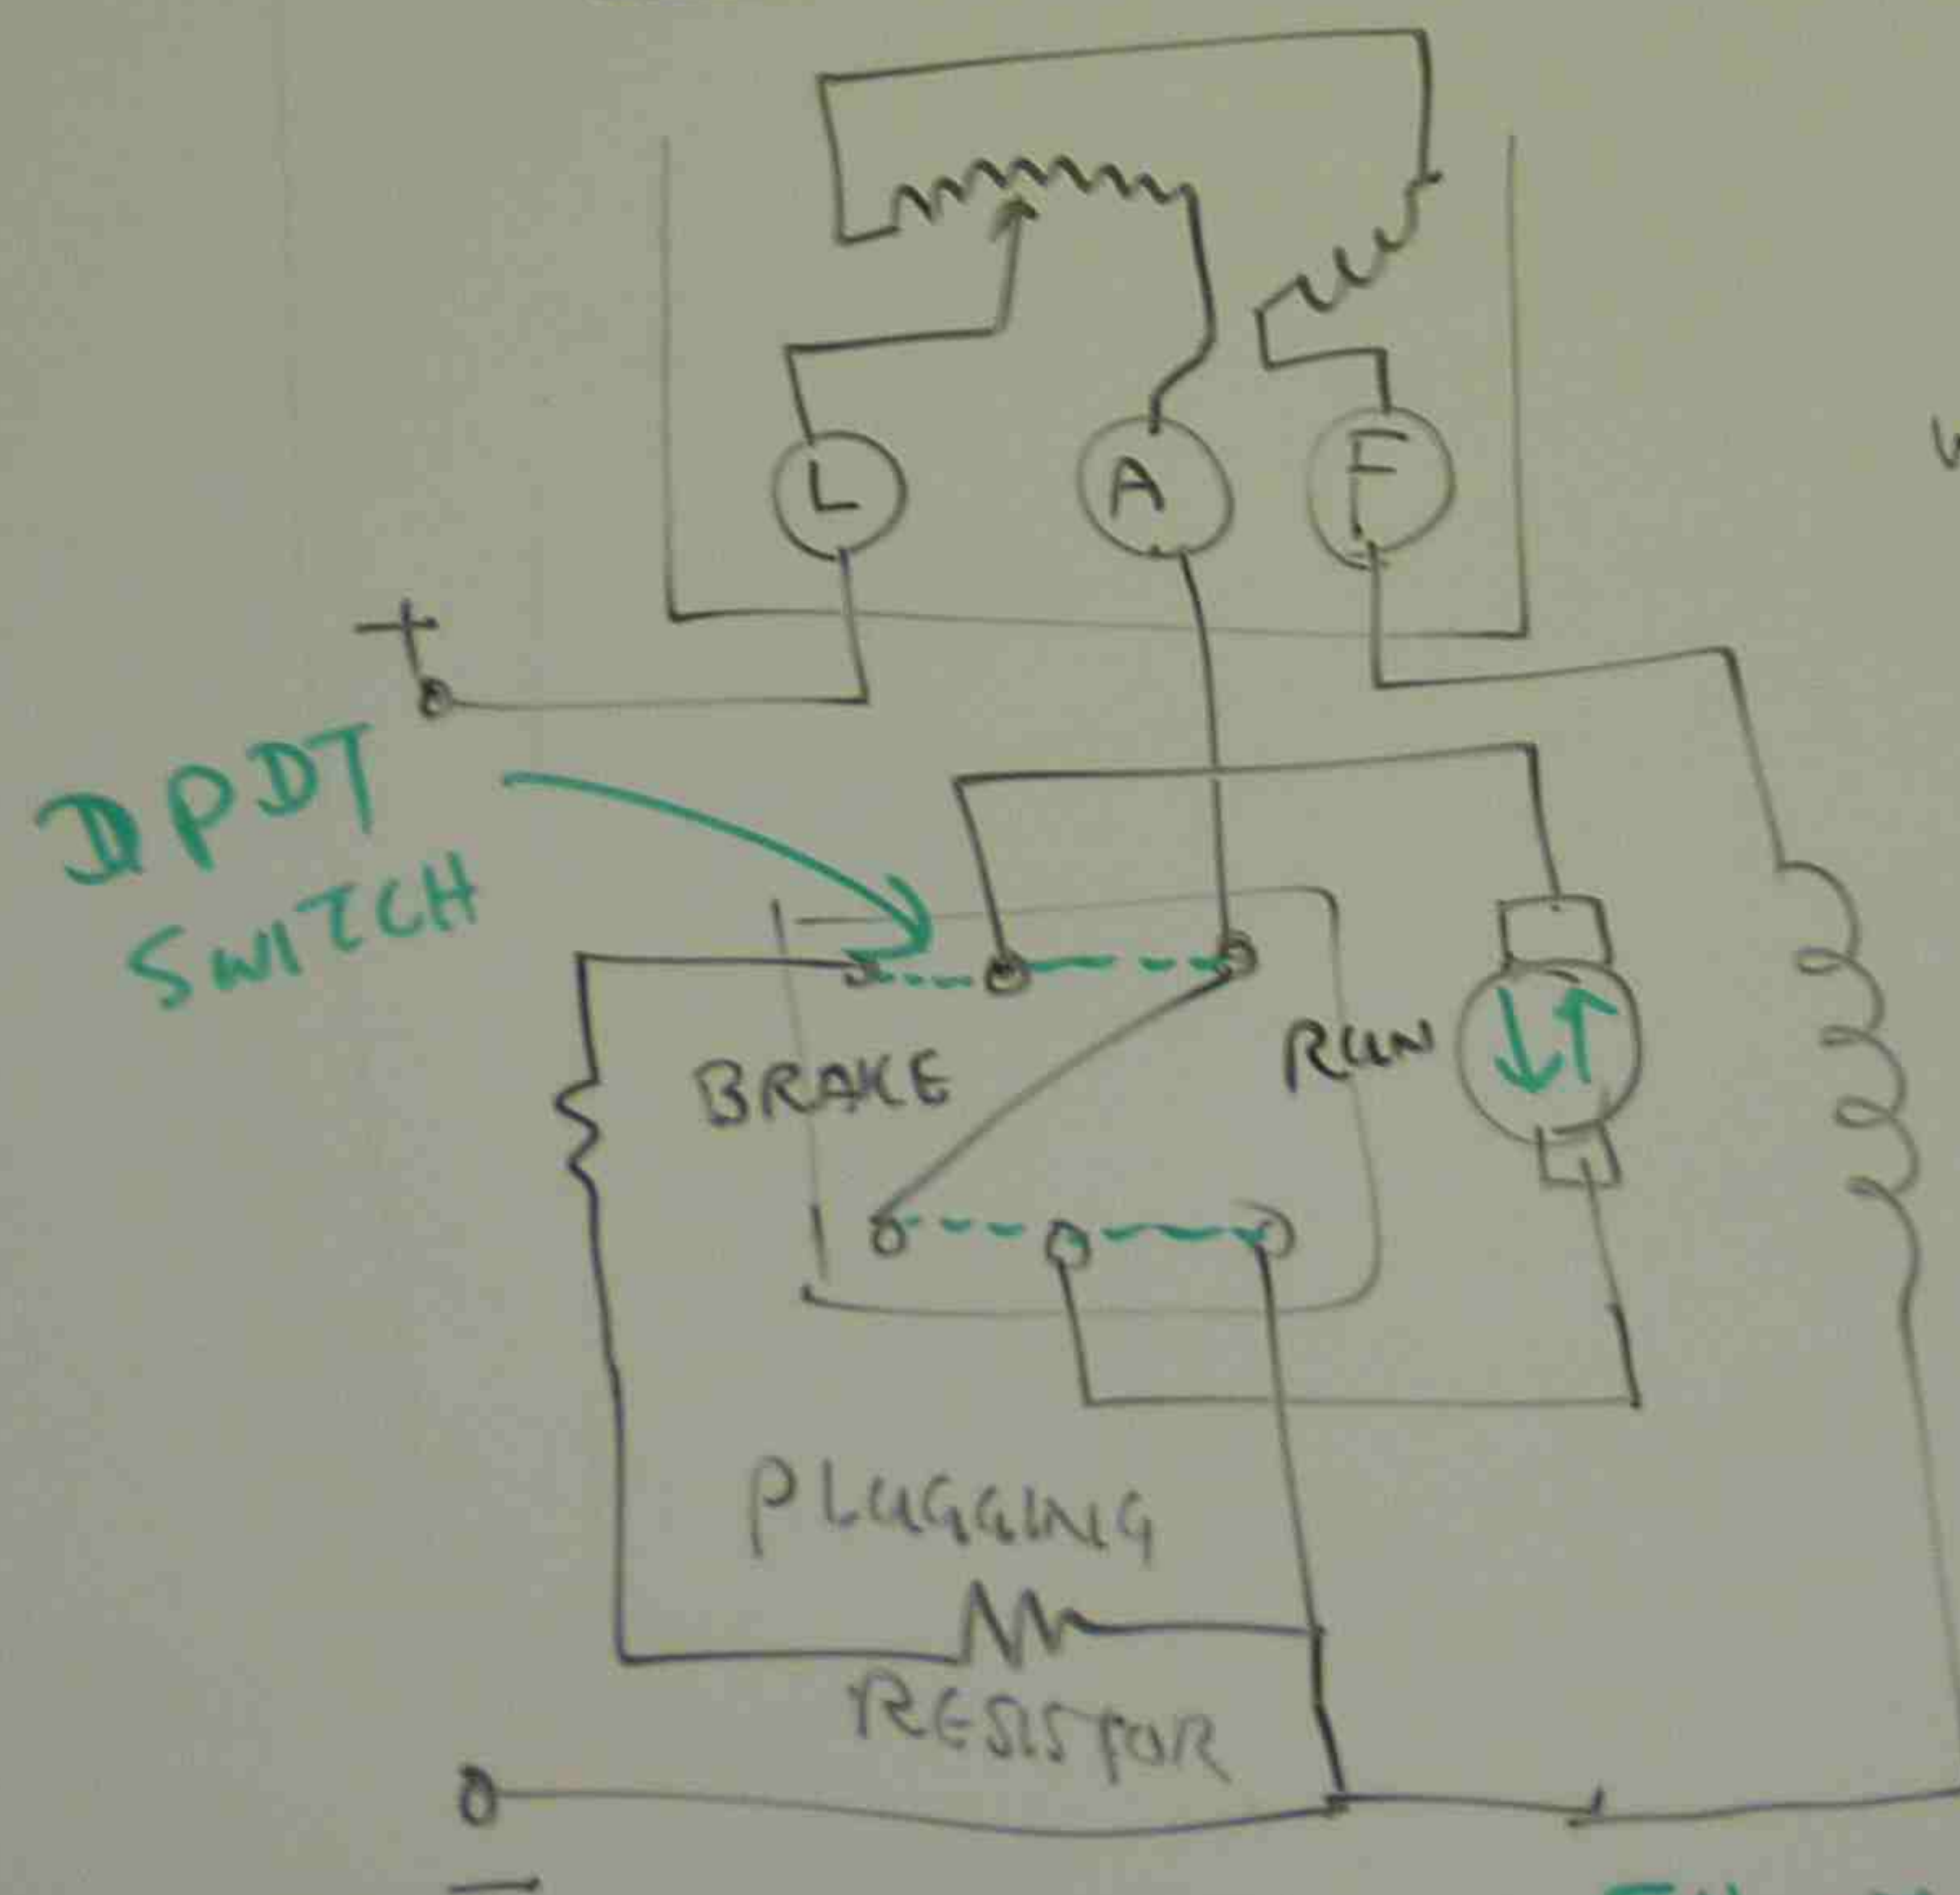 L A F
+
DPDT
SWITCH
BRAKE
RUN
PLUGGING
RESISTOR
-